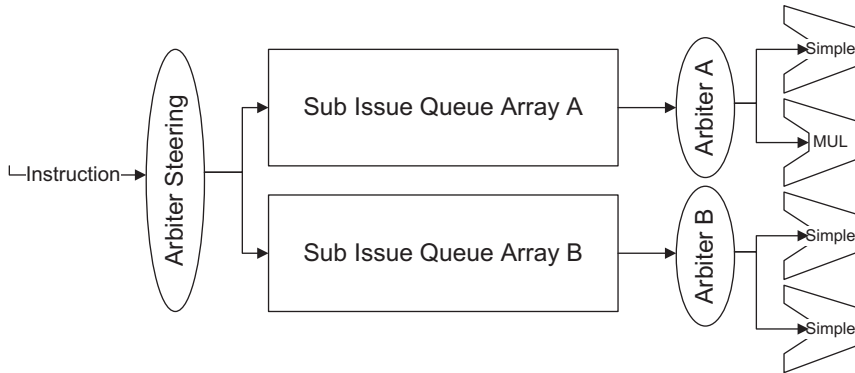 Instruction
Arbiter Steering
Sub Issue Queue Array A
Sub Issue Queue Array B
Arbiter A
Arbiter B
Simple
MUL
Simple
Simple